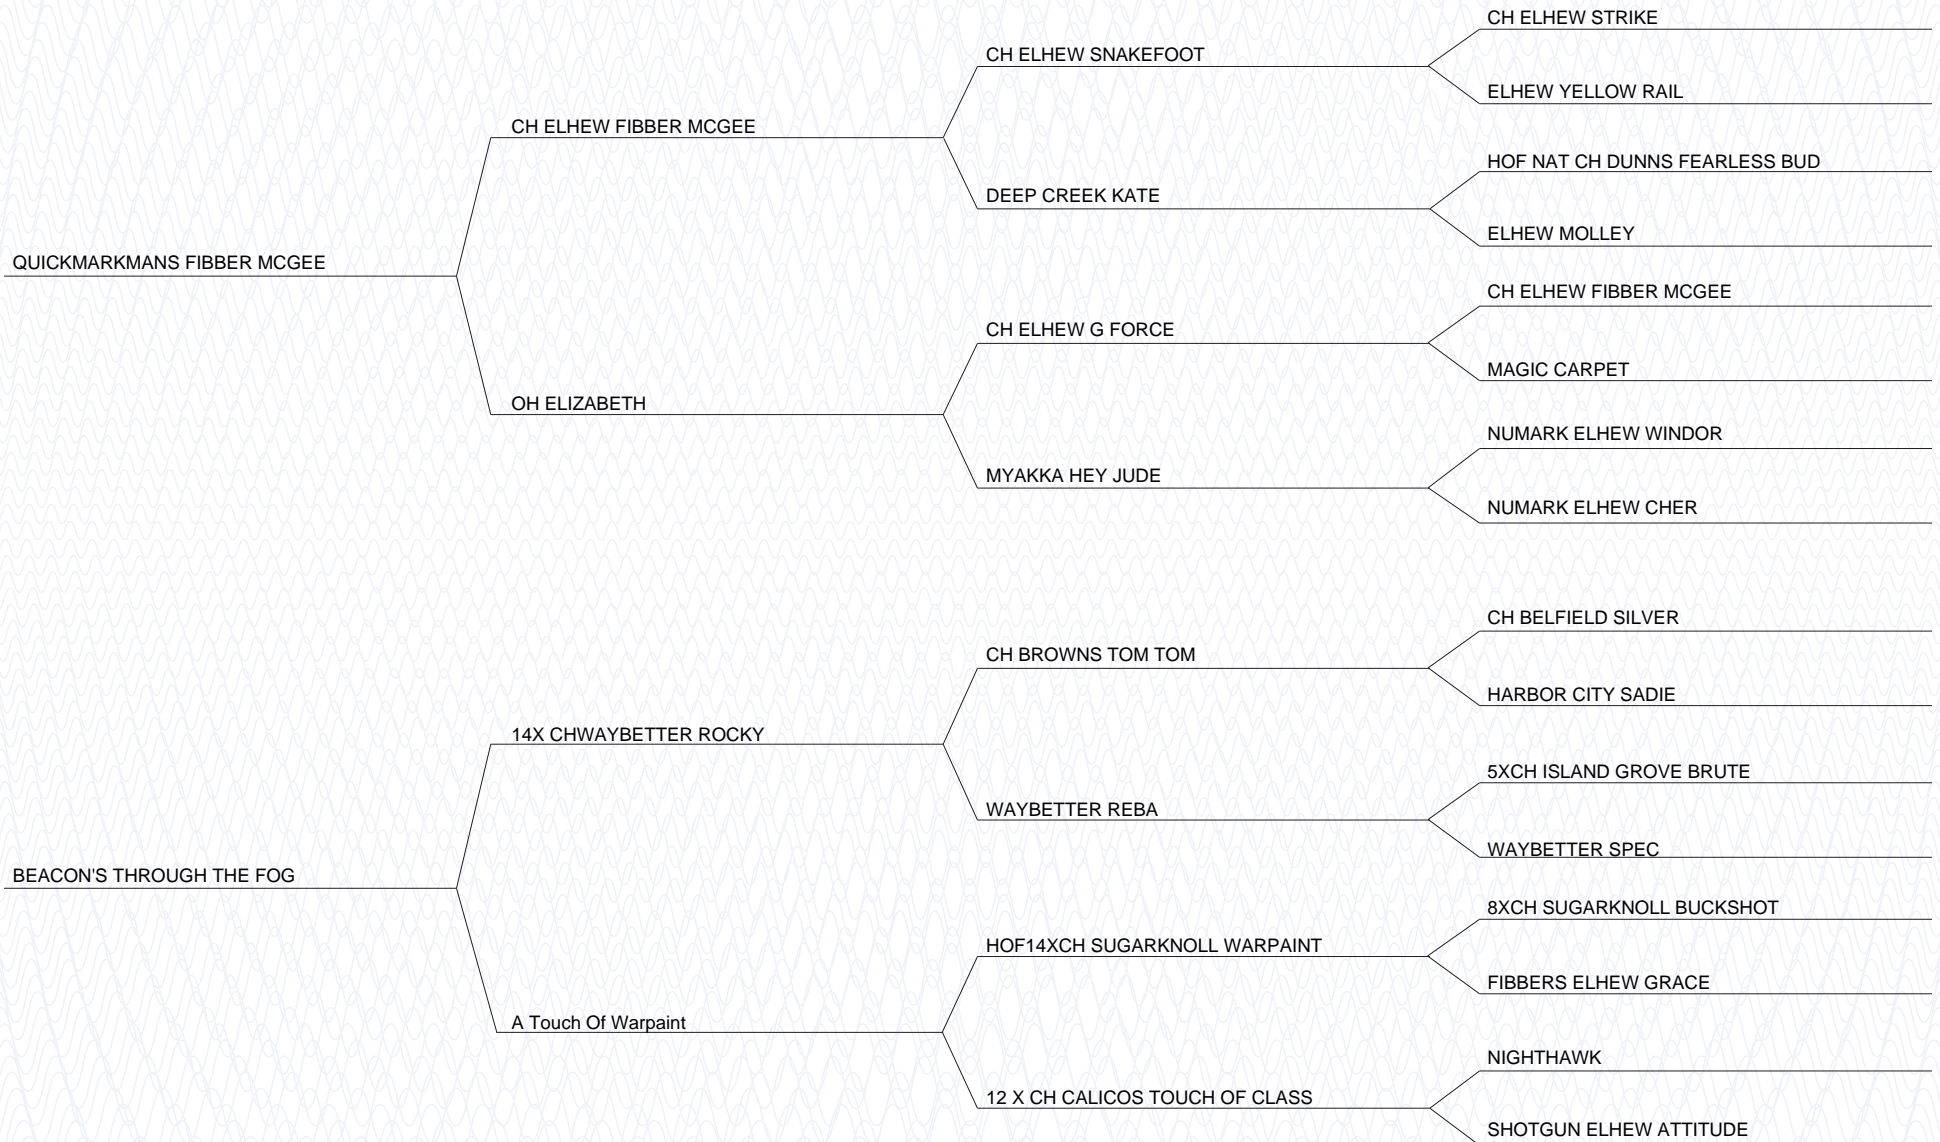 CH ELHEW STRIKE
CH ELHEW SNAKEFOOT
ELHEW YELLOW RAIL
CH ELHEW FIBBER MCGEE
HOF NAT CH DUNNS FEARLESS BUD
DEEP CREEK KATE
ELHEW MOLLEY
QUICKMARKMANS FIBBER MCGEE
CH ELHEW FIBBER MCGEE
CH ELHEW G FORCE
MAGIC CARPET
OH ELIZABETH
NUMARK ELHEW WINDOR
MYAKKA HEY JUDE
NUMARK ELHEW CHER
CH BELFIELD SILVER
CH BROWNS TOM TOM
HARBOR CITY SADIE
14X CHWAYBETTER ROCKY
5XCH ISLAND GROVE BRUTE
WAYBETTER REBA
WAYBETTER SPEC
BEACON'S THROUGH THE FOG
8XCH SUGARKNOLL BUCKSHOT
HOF14XCH SUGARKNOLL WARPAINT
FIBBERS ELHEW GRACE
A Touch Of Warpaint
NIGHTHAWK
12 X CH CALICOS TOUCH OF CLASS
SHOTGUN ELHEW ATTITUDE